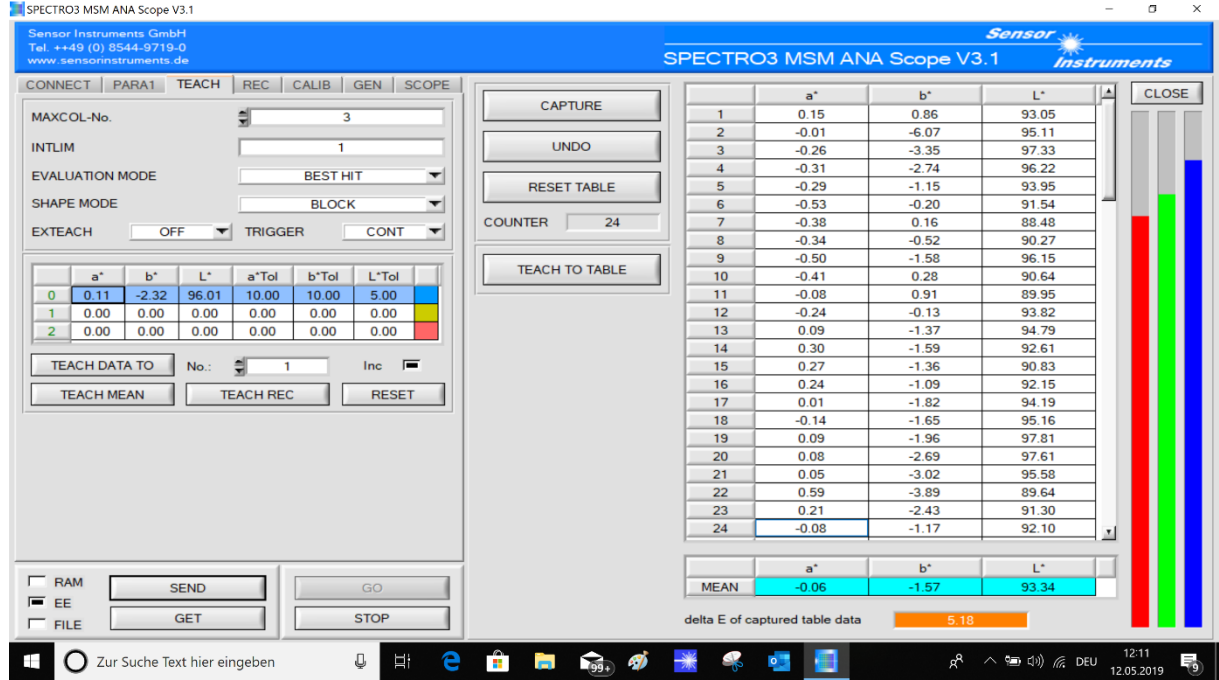 SPECTRO3 MSM ANA Scope V3.1
Sensor Instruments GmbH
Tel. ++49 (0) 8544-9719-0
www.sensorinstruments.de
Sensor
Instruments
SPECTRO3 MSM ANA Scope V3.1
CONNECT PARA1 TEACH REC CALIB GEN SCOPE
MAXCOL-No. 3
INTLIM 1
EVALUATION MODE BEST HIT
SHAPE MODE BLOCK
EXTEACH OFF TRIGGER CONT
a* b* L* a*Tol b*Tol L*Tol
0 0.11 -2.32 96.01 10.00 10.00 5.00
1 0.00 0.00 0.00 0.00 0.00 0.00
2 0.00 0.00 0.00 0.00 0.00 0.00
TEACH DATA TO No.: 1 Inc
TEACH MEAN TEACH REC RESET
RAM
EE
FILE
SEND
GET
GO
STOP
CAPTURE
UNDO
RESET TABLE
COUNTER 24
TEACH TO TABLE
a* b* L*
1 0.15 0.86 93.05
2 -0.01 -6.07 95.11
3 -0.26 -3.35 97.33
4 -0.31 -2.74 96.22
5 -0.29 -1.15 93.95
6 -0.53 -0.20 91.54
7 -0.38 0.16 88.48
8 -0.34 -0.52 90.27
9 -0.50 -1.58 96.15
10 -0.41 0.28 90.64
11 -0.08 0.91 89.95
12 -0.24 -0.13 93.82
13 0.09 -1.37 94.79
14 0.30 -1.59 92.61
15 0.27 -1.36 90.83
16 0.24 -1.09 92.15
17 0.01 -1.82 94.19
18 -0.14 -1.65 95.16
19 0.09 -1.96 97.81
20 0.08 -2.69 97.61
21 0.05 -3.02 95.58
22 0.59 -3.89 89.64
23 0.21 -2.43 91.30
24 -0.08 -1.17 92.10
a* b* L*
MEAN -0.06 -1.57 93.34
delta E of captured table data 5.18
CLOSE
Zur Suche Text hier eingeben
99+
DEU
12:11
12.05.2019
9